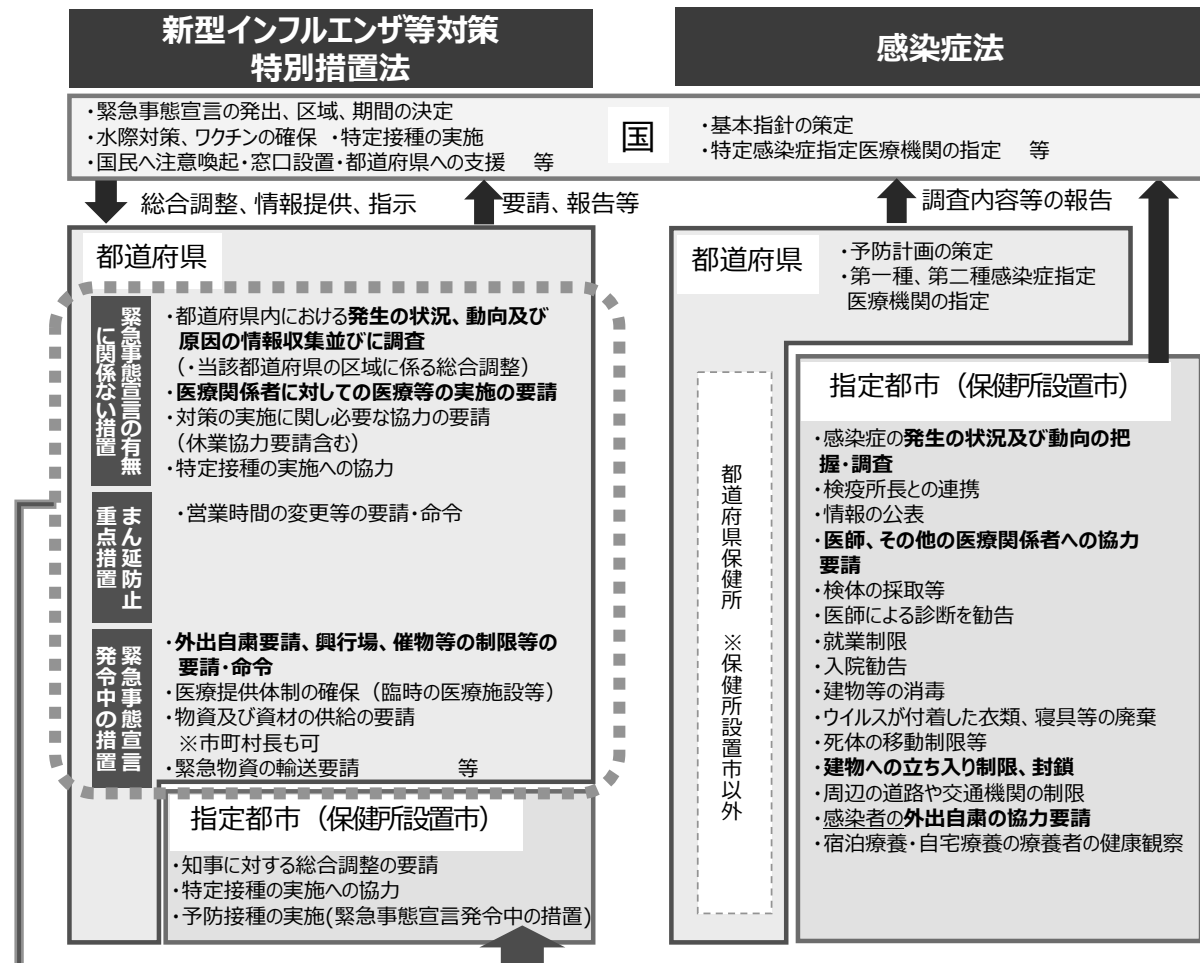 新型インフルエンザ等対策
特別措置法
感染症法
・緊急事態宣言の発出、区域、期間の決定
・水際対策、ワクチンの確保 ・特定接種の実施
・国民へ注意喚起・窓口設置・都道府県への支援 等
国
・基本指針の策定
・特定感染症指定医療機関の指定 等
総合調整、情報提供、指示
要請、報告等
調査内容等の報告
都道府県
緊急事態宣言の有無
に関係ない措置
・都道府県内における発生の状況、動向及び
原因の情報収集並びに調査
（・当該都道府県の区域に係る総合調整）
・医療関係者に対しての医療等の実施の要請
・対策の実施に関し必要な協力の要請
（休業協力要請含む）
・特定接種の実施への協力
まん延防止
重点措置
・営業時間の変更等の要請・命令
緊急事態宣言
発令中の措置
・外出自粛要請、興行場、催物等の制限等の
要請・命令
・医療提供体制の確保（臨時の医療施設等）
・物資及び資材の供給の要請
※市町村長も可
・緊急物資の輸送要請 等
指定都市（保健所設置市）
・知事に対する総合調整の要請
・特定接種の実施への協力
・予防接種の実施(緊急事態宣言発令中の措置)
都道府県
・予防計画の策定
・第一種、第二種感染症指定
医療機関の指定
都道府県保健所 ※保健所設置市以外
指定都市（保健所設置市）
・感染症の発生の状況及び動向の把
握・調査
・検疫所長との連携
・情報の公表
・医師、その他の医療関係者への協力
要請
・検体の採取等
・医師による診断を勧告
・就業制限
・入院勧告
・建物等の消毒
・ウイルスが付着した衣類、寝具等の廃棄
・死体の移動制限等
・建物への立ち入り制限、封鎖
・周辺の道路や交通機関の制限
・感染者の外出自粛の協力要請
・宿泊療養・自宅療養の療養者の健康観察